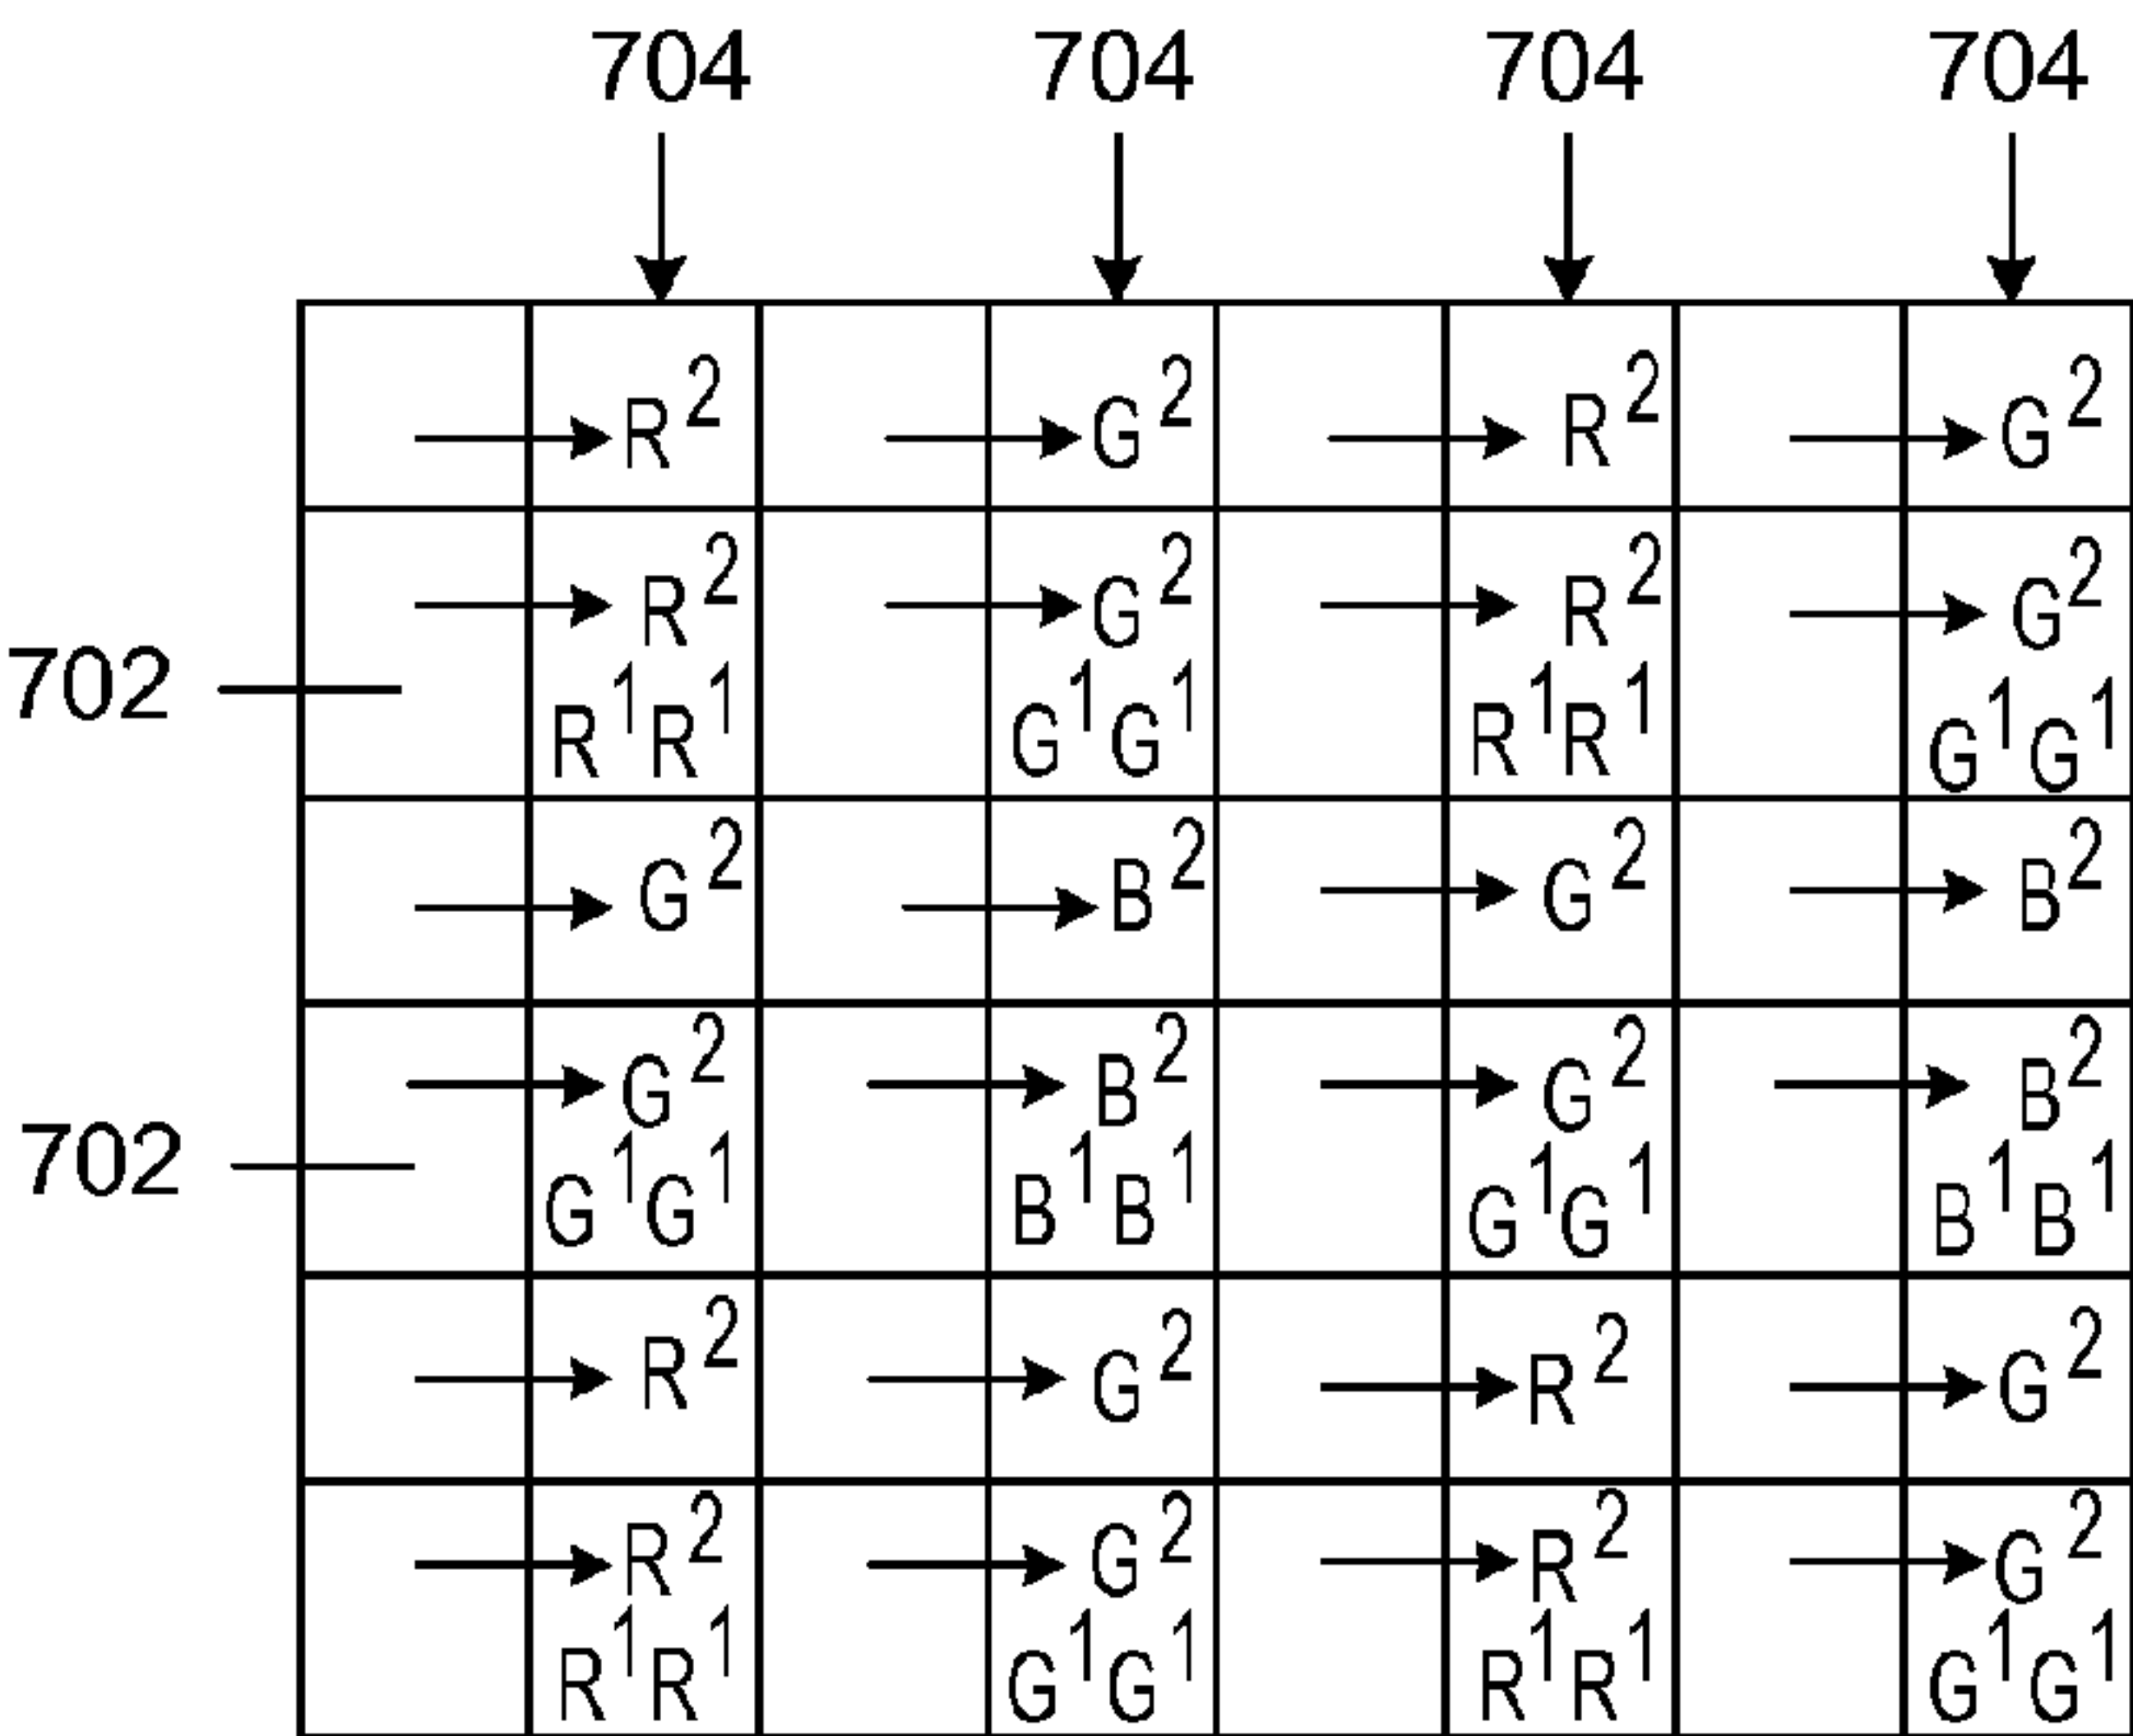 704 704 704 704
R² G² R² G²
R² G² R² G²
702
R¹R¹ G¹G¹ R¹R¹ G¹G¹
G² B² G² B²
G² B² G² B²
702
G¹G¹ B¹B¹ G¹G¹ B¹B¹
R² G² R² G²
R² G² R² G²
R¹R¹ G¹G¹ R¹R¹ G¹G¹